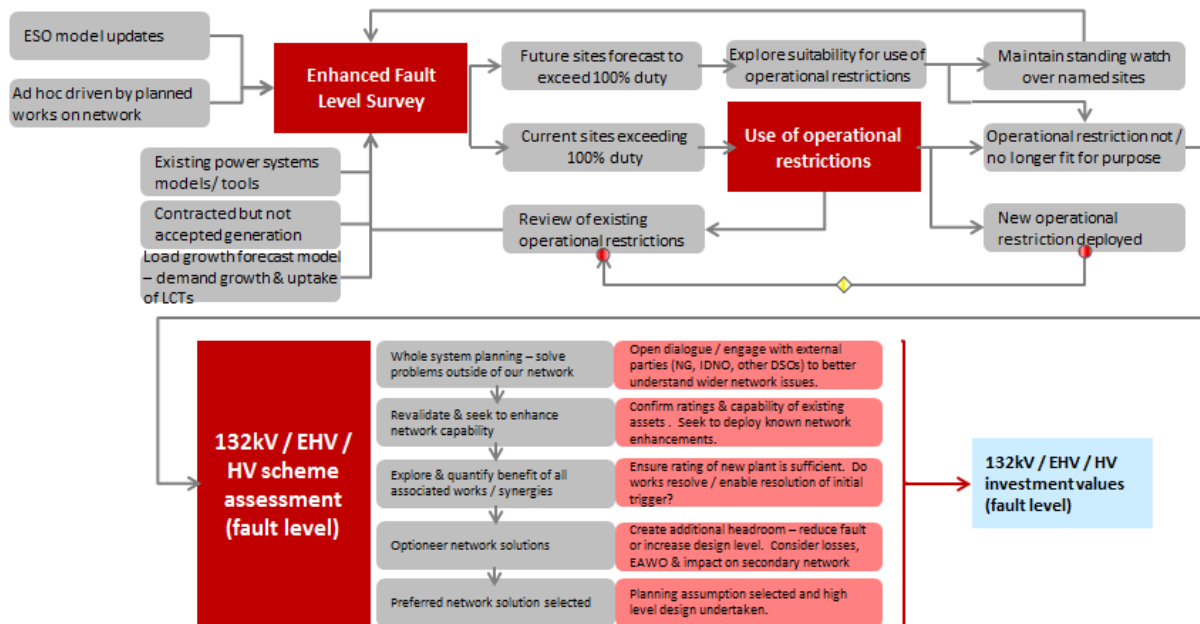 ESO model updates
Ad hoc driven by planned
works on network
Enhanced Fault
Level Survey
Future sites forecast to
exceed 100% duty
Explore suitability for use of
operational restrictions
Maintain standing watch
over named sites
Current sites exceeding
100% duty
Use of operational
restrictions
Operational restriction not /
no longer fit for purpose
Existing power systems
models/ tools
Contracted but not
accepted generation
Load growth forecast model
– demand growth & uptake
of LCTs
Review of existing
operational restrictions
New operational
restriction deployed
132kV / EHV /
HV scheme
assessment
(fault level)
Whole system planning – solve
problems outside of our network
Open dialogue / engage with external
parties (NG, IDNO, other DSOs) to better
understand wider network issues.
Revalidate & seek to enhance
network capability
Confirm ratings & capability of existing
assets . Seek to deploy known network
enhancements.
Explore & quantify benefit of all
associated works / synergies
Ensure rating of new plant is sufficient. Do
works resolve / enable resolution of initial
trigger?
Optioneer network solutions
Create additional headroom – reduce fault
or increase design level. Consider losses,
EAWO & impact on secondary network
Preferred network solution selected
Planning assumption selected and high
level design undertaken.
132kV / EHV / HV
investment values
(fault level)